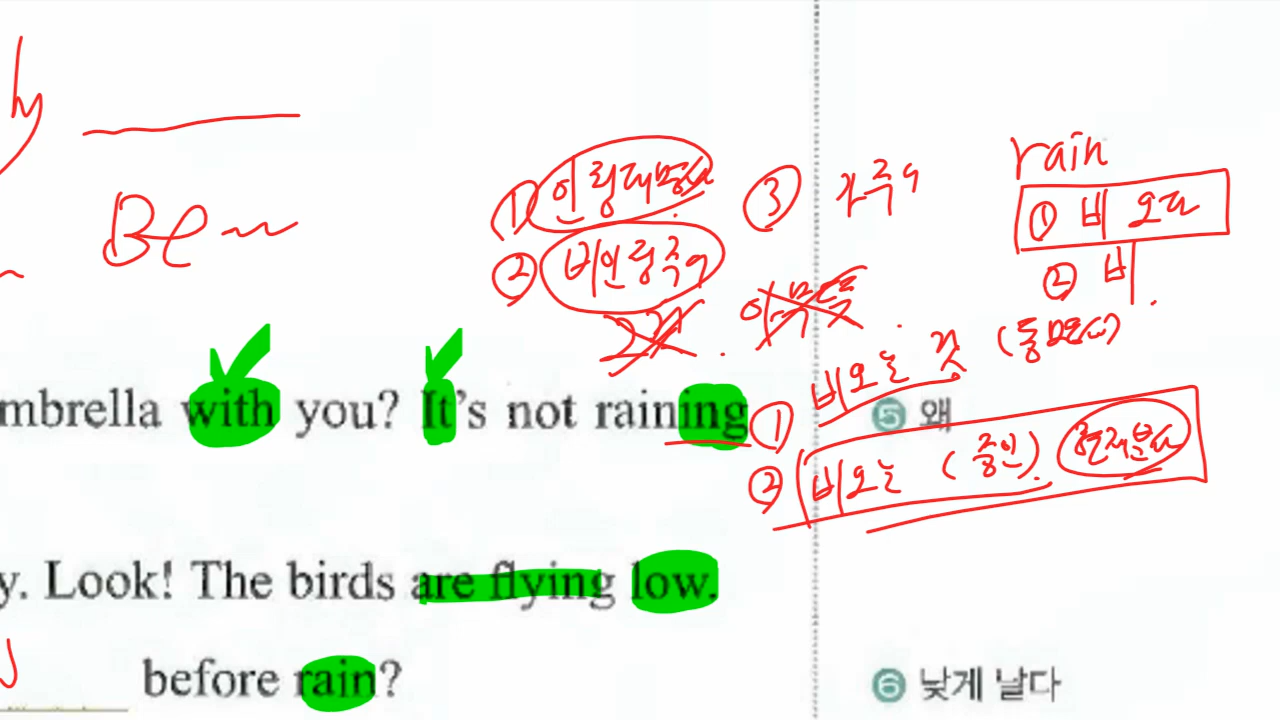 rain
① 인칭대명사 ③ 가주어
① 비 오다
② 비인칭주어
② 비.
비오는 것 (동명사)
mbrella with you? It's not raining ① ⑤ 왜
② 비오는 (중인). 현재분사
y. Look! The birds are flying low.
before rain? ⑥ 낮게 날다